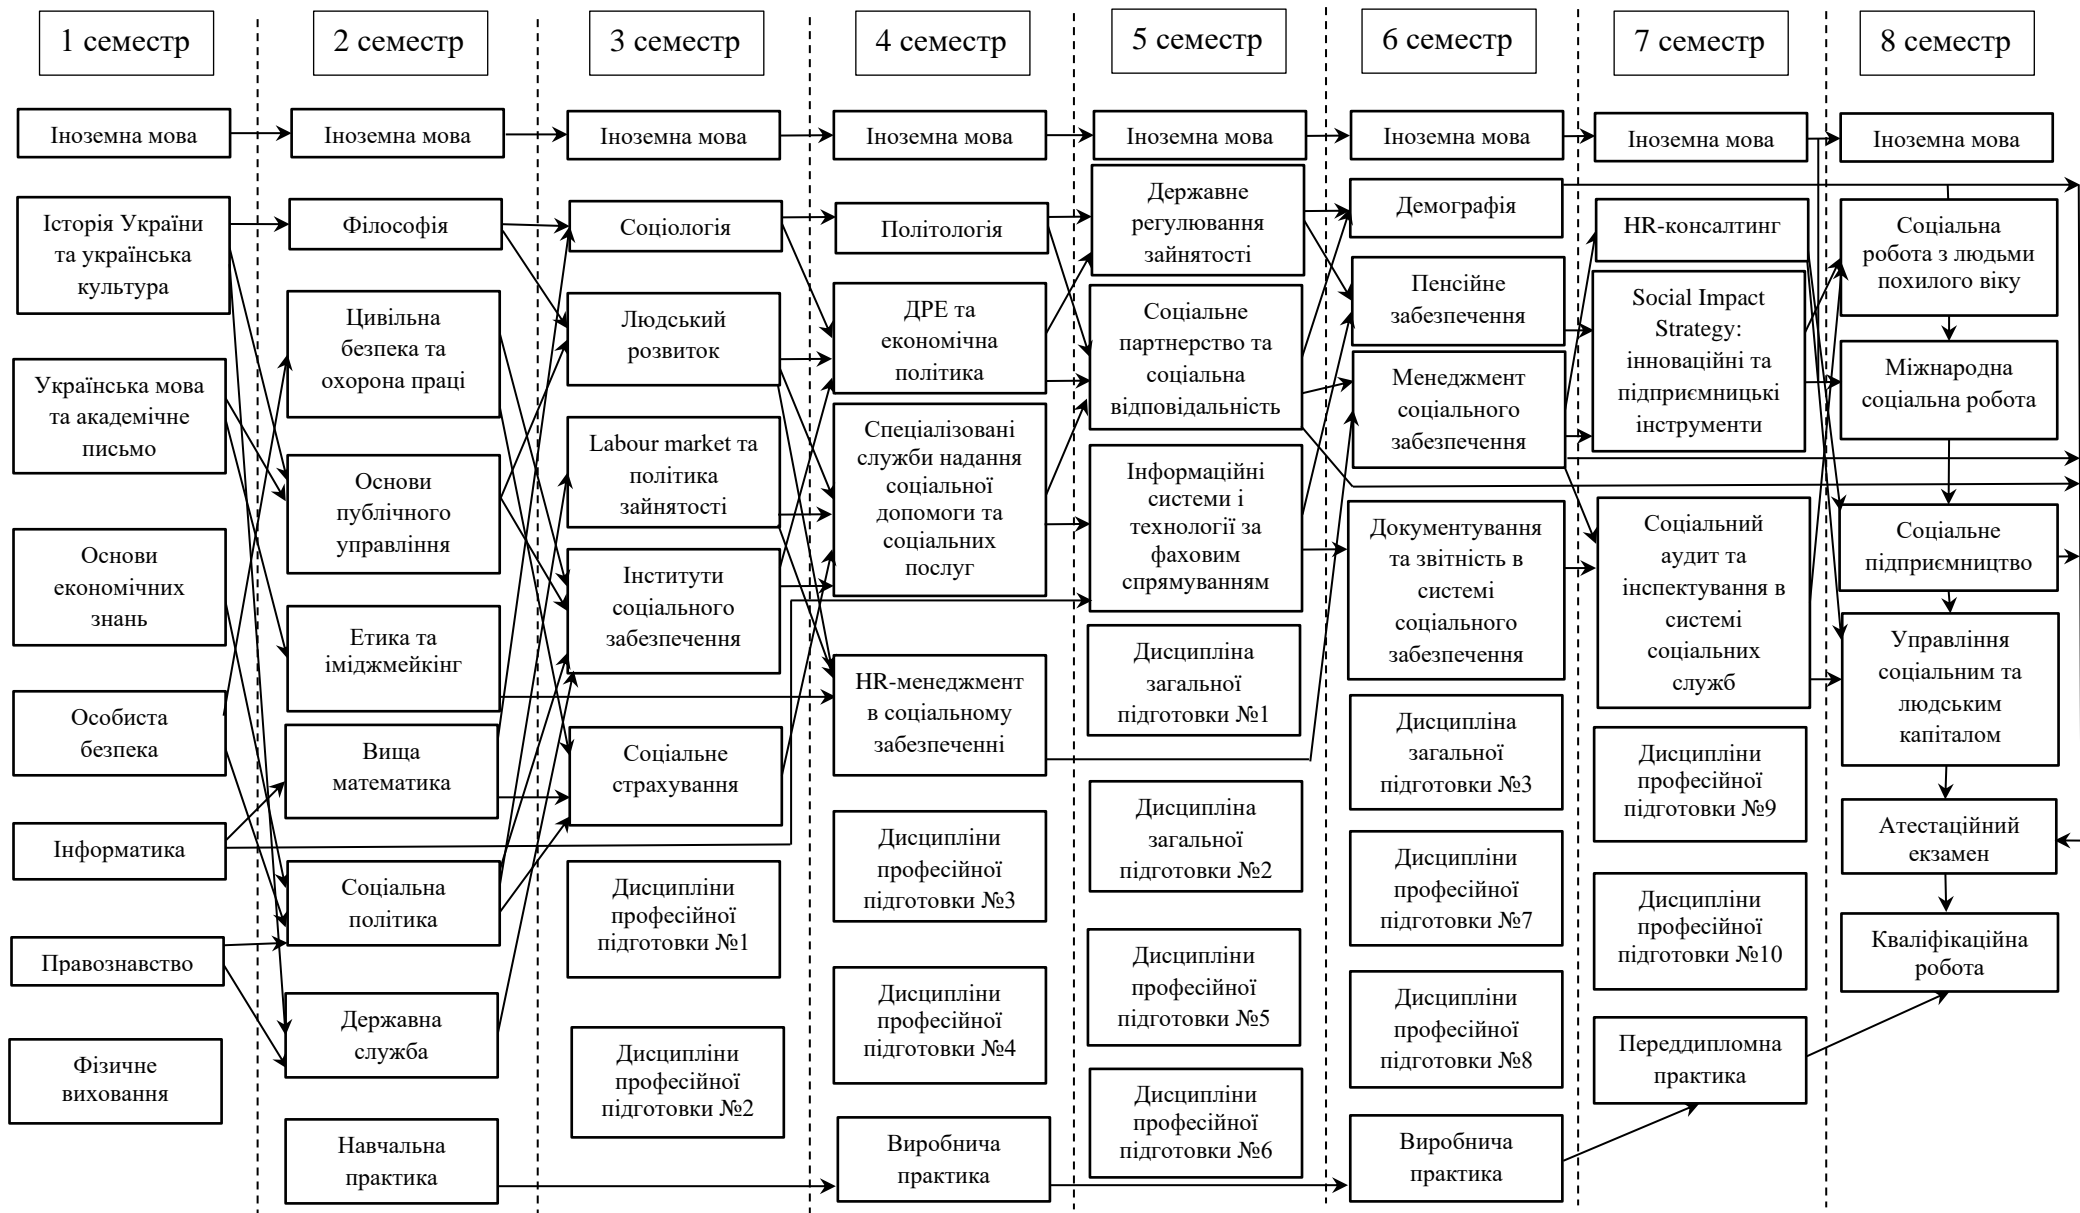 1 семестр
2 семестр
3 семестр
4 семестр
5 семестр
6 семестр
7 семестр
8 семестр
Іноземна мова
Історія України
та українська
культура
Українська мова
та академічне
письмо
Основи
економічних
знань
Особиста
безпека
Інформатика
Правознавство
Фізичне
виховання
Іноземна мова
Філософія
Цивільна
безпека та
охорона праці
Основи
публічного
управління
Етика та
іміджмейкінг
Вища
математика
Соціальна
політика
Державна
служба
Навчальна
практика
Іноземна мова
Соціологія
Людський
розвиток
Labour market та
політика
зайнятості
Інститути
соціального
забезпечення
Соціальне
страхування
Дисципліни
професійної
підготовки №1
Дисципліни
професійної
підготовки №2
Іноземна мова
Політологія
ДРЕ та
економічна
політика
Спеціалізовані
служби надання
соціальної
допомоги та
соціальних
послуг
HR-менеджмент
в соціальному
забезпеченні
Дисципліни
професійної
підготовки №3
Дисципліни
професійної
підготовки №4
Виробнича
практика
Іноземна мова
Державне
регулювання
зайнятості
Соціальне
партнерство та
соціальна
відповідальність
Інформаційні
системи і
технології за
фаховим
спрямуванням
Дисципліна
загальної
підготовки №1
Дисципліна
загальної
підготовки №2
Дисципліни
професійної
підготовки №5
Дисципліни
професійної
підготовки №6
Іноземна мова
Демографія
Пенсійне
забезпечення
Менеджмент
соціального
забезпечення
Документування
та звітність в
системі
соціального
забезпечення
Дисципліна
загальної
підготовки №3
Дисципліни
професійної
підготовки №7
Дисципліни
професійної
підготовки №8
Виробнича
практика
Іноземна мова
HR-консалтинг
Social Impact
Strategy:
інноваційні та
підприємницькі
інструменти
Соціальний
аудит та
інспектування в
системі
соціальних
служб
Дисципліни
професійної
підготовки №9
Дисципліни
професійної
підготовки №10
Переддипломна
практика
Іноземна мова
Соціальна
робота з людьми
похилого віку
Міжнародна
соціальна робота
Соціальне
підприємництво
Управління
соціальним та
людським
капіталом
Атестаційний
екзамен
Кваліфікаційна
робота